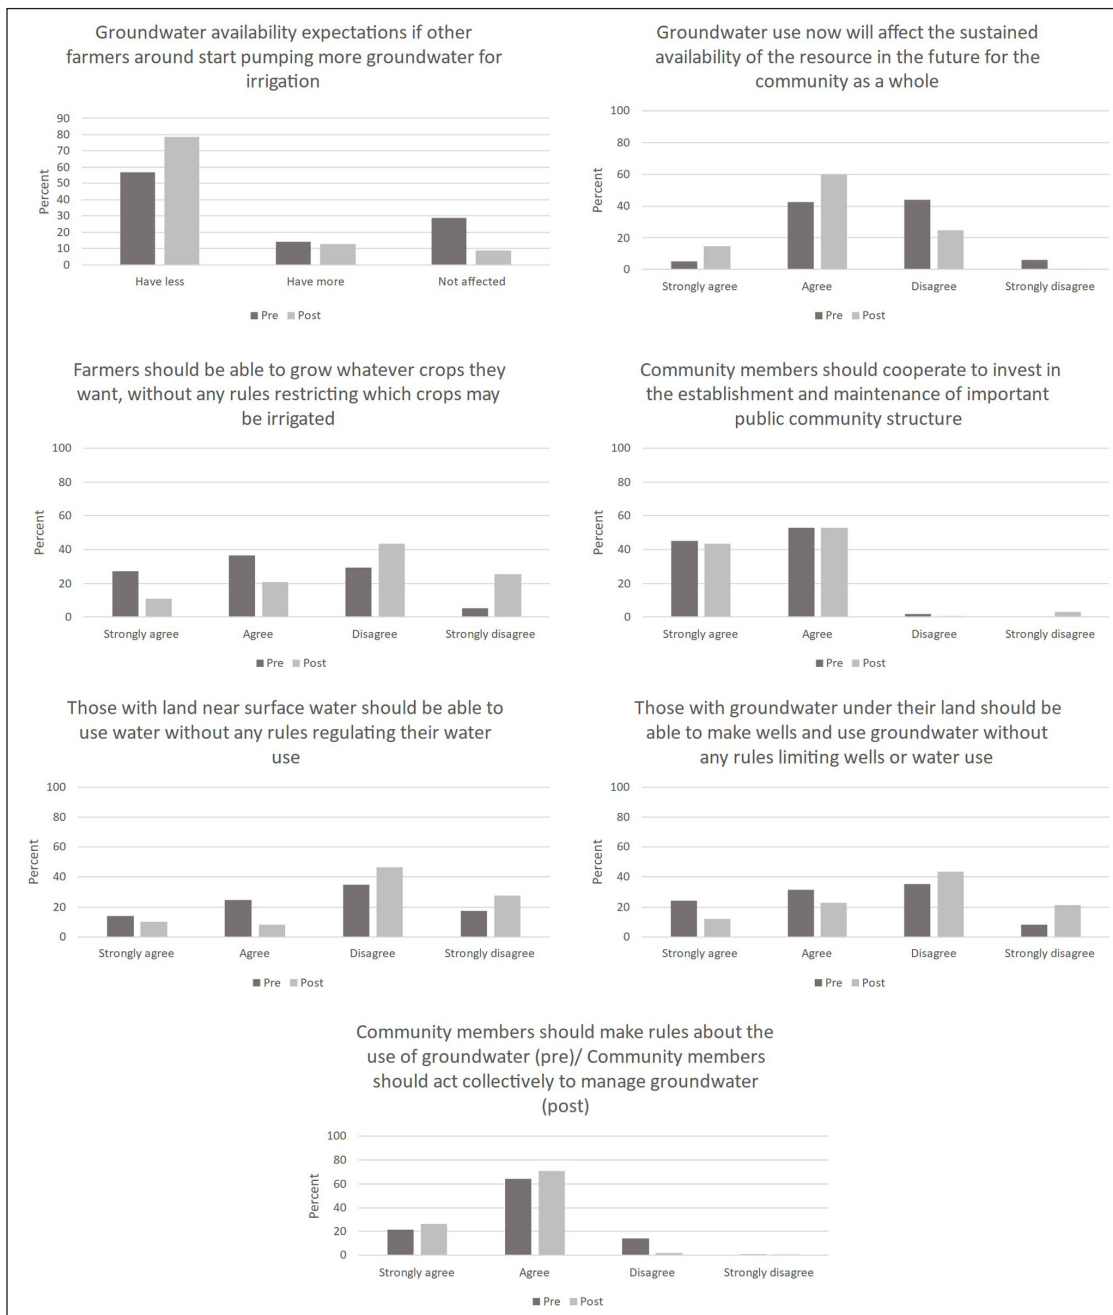 Groundwater availability expectations if other
farmers around start pumping more groundwater for
irrigation
90
80
70
60
50
40
30
20
10
0
Percent
Have less
Have more
Not affected
Pre
Post
Groundwater use now will affect the sustained
availability of the resource in the future for the
community as a whole
100
80
60
40
20
0
Strongly agree
Agree
Disagree
Strongly disagree
Pre
Post
Farmers should be able to grow whatever crops they
want, without any rules restricting which crops may
be irrigated
100
80
60
40
20
0
Percent
Strongly agree
Agree
Disagree
Strongly disagree
Pre
Post
Community members should cooperate to invest in
the establishment and maintenance of important
public community structure
100
80
60
40
20
0
Percent
Strongly agree
Agree
Disagree
Strongly disagree
Pre
Post
Those with land near surface water should be able to
use water without any rules regulating their water
use
100
80
60
40
20
0
Percent
Strongly agree
Agree
Disagree
Strongly disagree
Pre
Post
Those with groundwater under their land should be
able to make wells and use groundwater without
any rules limiting wells or water use
100
80
60
40
20
0
Percent
Strongly agree
Agree
Disagree
Strongly disagree
Pre
Post
Community members should make rules about the
use of groundwater (pre)/ Community members
should act collectively to manage groundwater
(post)
100
80
60
40
20
0
Percent
Strongly agree
Agree
Disagree
Strongly disagree
Pre
Post